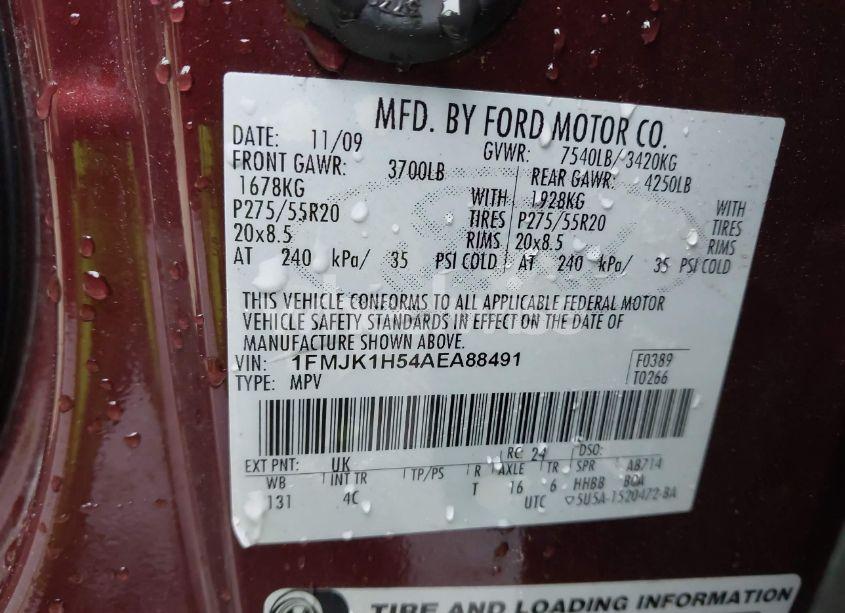 MFD. BY FORD MOTOR CO.
DATE: 11/09 GVWR: 7540LB/ 3420KG
FRONT GAWR: 3700LB REAR GAWR: 4250LB
1678KG WITH 1928KG WITH
P275/55R20 TIRES P275/55R20 TIRES
20x8.5 RIMS 20x8.5 RIMS
AT 240 kPa/ 35 PSI COLD AT 240 kPa/ 35 PSI COLD
THIS VEHICLE CONFORMS TO ALL APPLICABLE FEDERAL MOTOR
VEHICLE SAFETY STANDARDS IN EFFECT ON THE DATE OF
MANUFACTURE SHOWN ABOVE.
VIN: 1FMJK1H54AEA88491 F0389
TYPE: MPV T0266
EXT PNT: UK RC: 24 DSO:
WB INT TR TP/PS R AXLE TR SPR AB714
131 4C T 16 6 HHBB BOA
UTC 5U5A-1520472-BA
TIRE AND LOADING INFORMATION